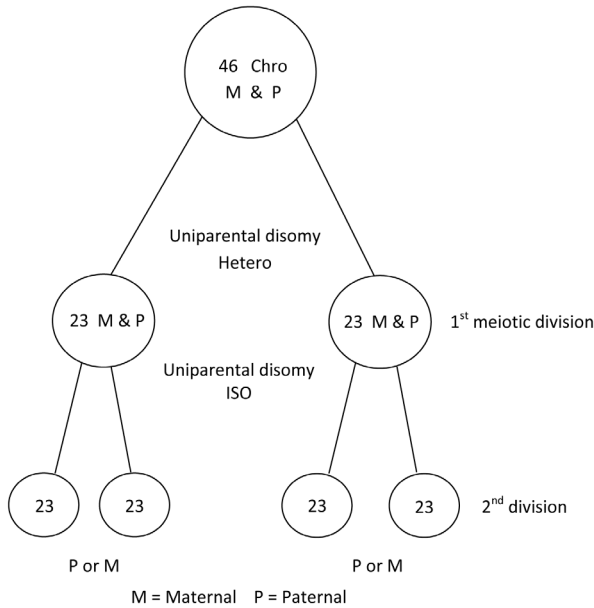 46 Chro
M & P
Uniparental disomy
Hetero
23 M & P
23 M & P
1st meiotic division
Uniparental disomy
ISO
23
23
23
23
2nd division
P or M
P or M
M = Maternal P = Paternal